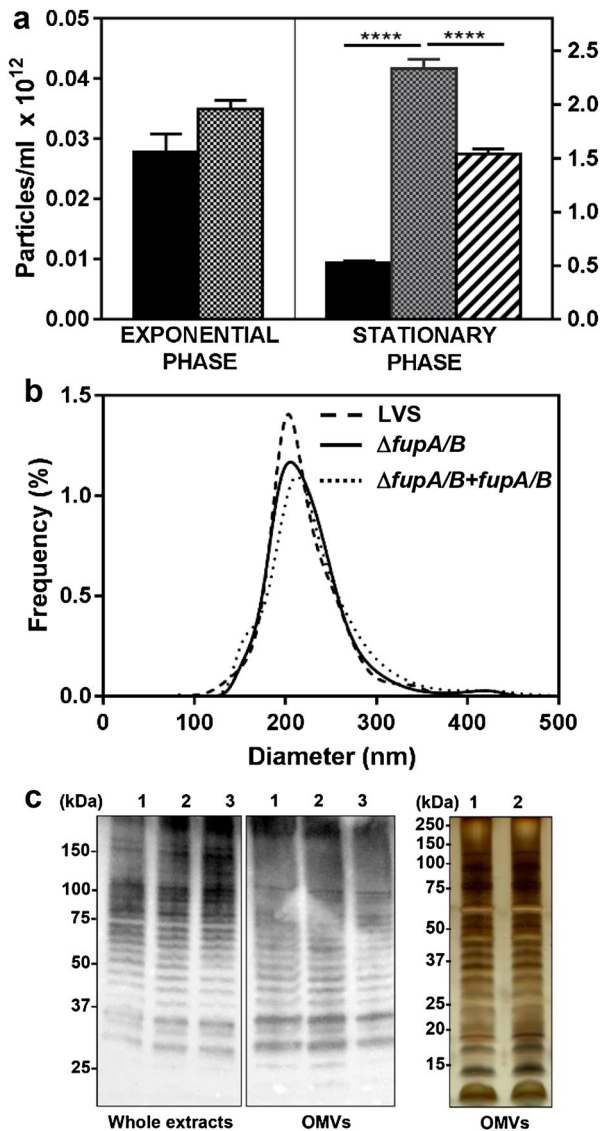 a
Particles/ml x 10^12
0.05
0.04
0.03
0.02
0.01
0.00
**** ****
2.5
2.0
1.5
1.0
0.5
0.0
EXPONENTIAL PHASE
STATIONARY PHASE
b
Frequency (%)
1.5
1.0
0.5
0.0
LVS
ΔfupA/B
ΔfupA/B+fupA/B
0 100 200 300 400 500
Diameter (nm)
c
(kDa) 1 2 3 1 2 3
150
100
75
50
37
25
Whole extracts OMVs
(kDa) 1 2
250
150
100
75
50
37
25
20
15
OMVs